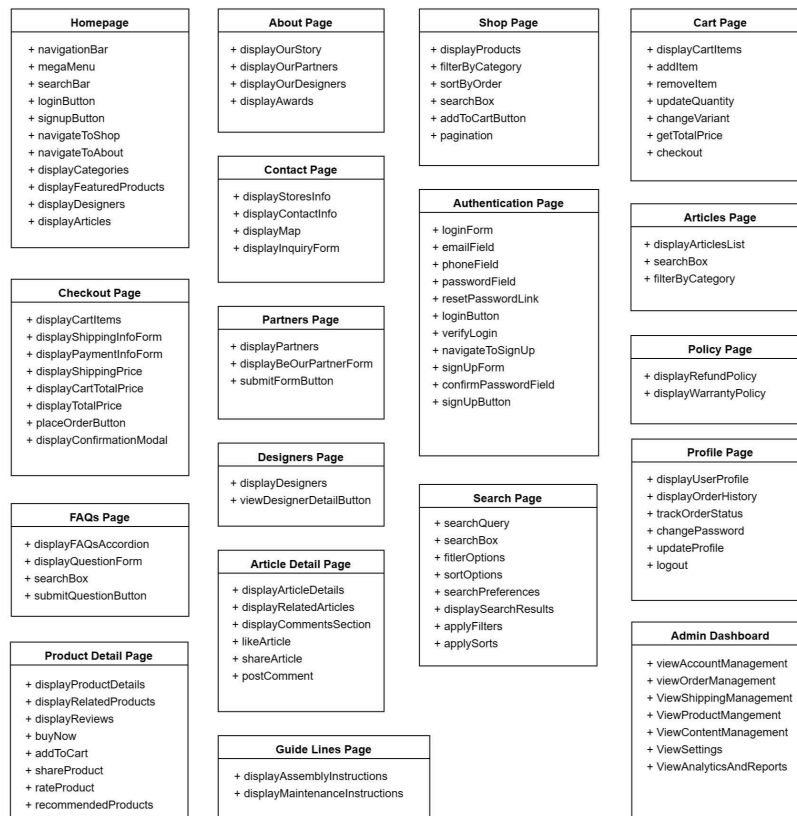 Homepage
+ navigationBar
+ megaMenu
+ searchBar
+ loginButton
+ signupButton
+ navigateToShop
+ navigateToAbout
+ displayCategories
+ displayFeaturedProducts
+ displayDesigners
+ displayArticles
Checkout Page
+ displayCartItems
+ displayShippingInfoForm
+ displayPaymentInfoForm
+ displayShippingPrice
+ displayCartTotalPrice
+ displayTotalPrice
+ placeOrderButton
+ displayConfirmationModal
FAQs Page
+ displayFAQsAccordion
+ displayQuestionForm
+ searchBox
+ submitQuestionButton
Product Detail Page
+ displayProductDetails
+ displayRelatedProducts
+ displayReviews
+ buyNow
+ addToCart
+ shareProduct
+ rateProduct
+ recommendedProducts
About Page
+ displayOurStory
+ displayOurPartners
+ displayOurDesigners
+ displayAwards
Contact Page
+ displayStoresInfo
+ displayContactInfo
+ displayMap
+ displayInquiryForm
Partners Page
+ displayPartners
+ displayBeOurPartnerForm
+ submitFormButton
Designers Page
+ displayDesigners
+ viewDesignerDetailButton
Article Detail Page
+ displayArticleDetails
+ displayRelatedArticles
+ displayCommentsSection
+ likeArticle
+ shareArticle
+ postComment
Guide Lines Page
+ displayAssemblyInstructions
+ displayMaintenanceInstructions
Shop Page
+ displayProducts
+ filterByCategory
+ sortByOrder
+ searchBox
+ addToCartButton
+ pagination
Authentication Page
+ loginForm
+ emailField
+ phoneField
+ passwordField
+ resetPasswordLink
+ loginButton
+ verifyLogin
+ navigateToSignUp
+ signUpForm
+ confirmPasswordField
+ signUpButton
Search Page
+ searchQuery
+ searchBox
+ fitlerOptions
+ sortOptions
+ searchPreferences
+ displaySearchResults
+ applyFilters
+ applySorts
Cart Page
+ displayCartItems
+ addItem
+ removeItem
+ updateQuantity
+ changeVariant
+ getTotalPrice
+ checkout
Articles Page
+ displayArticlesList
+ searchBox
+ filterByCategory
Policy Page
+ displayRefundPolicy
+ displayWarrantyPolicy
Profile Page
+ displayUserProfile
+ displayOrderHistory
+ trackOrderStatus
+ changePassword
+ updateProfile
+ logout
Admin Dashboard
+ viewAccountManagement
+ viewOrderManagement
+ ViewShippingManagement
+ ViewProductMangement
+ ViewContentManagement
+ ViewSettings
+ ViewAnalyticsAndReports